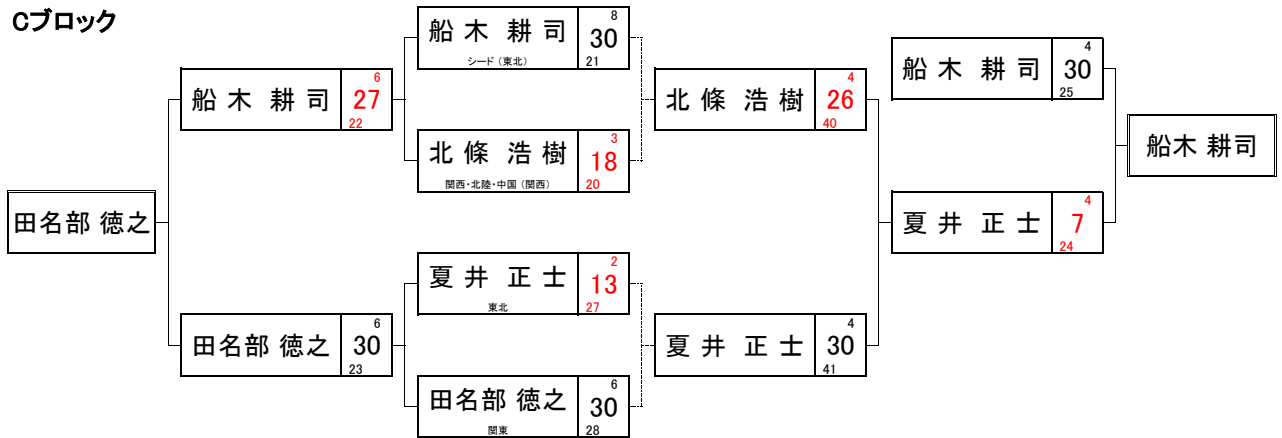 Cブロック
船木 耕司
8
30
21
シード（東北）
北條 浩樹
3
18
20
関西・北陸・中国（関西）
夏井 正士
2
13
27
東北
田名部 徳之
6
30
28
関東
船木 耕司
6
27
22
田名部 徳之
6
30
23
田名部 徳之
北條 浩樹
4
26
40
夏井 正士
4
30
41
船木 耕司
4
30
25
夏井 正士
4
7
24
船木 耕司